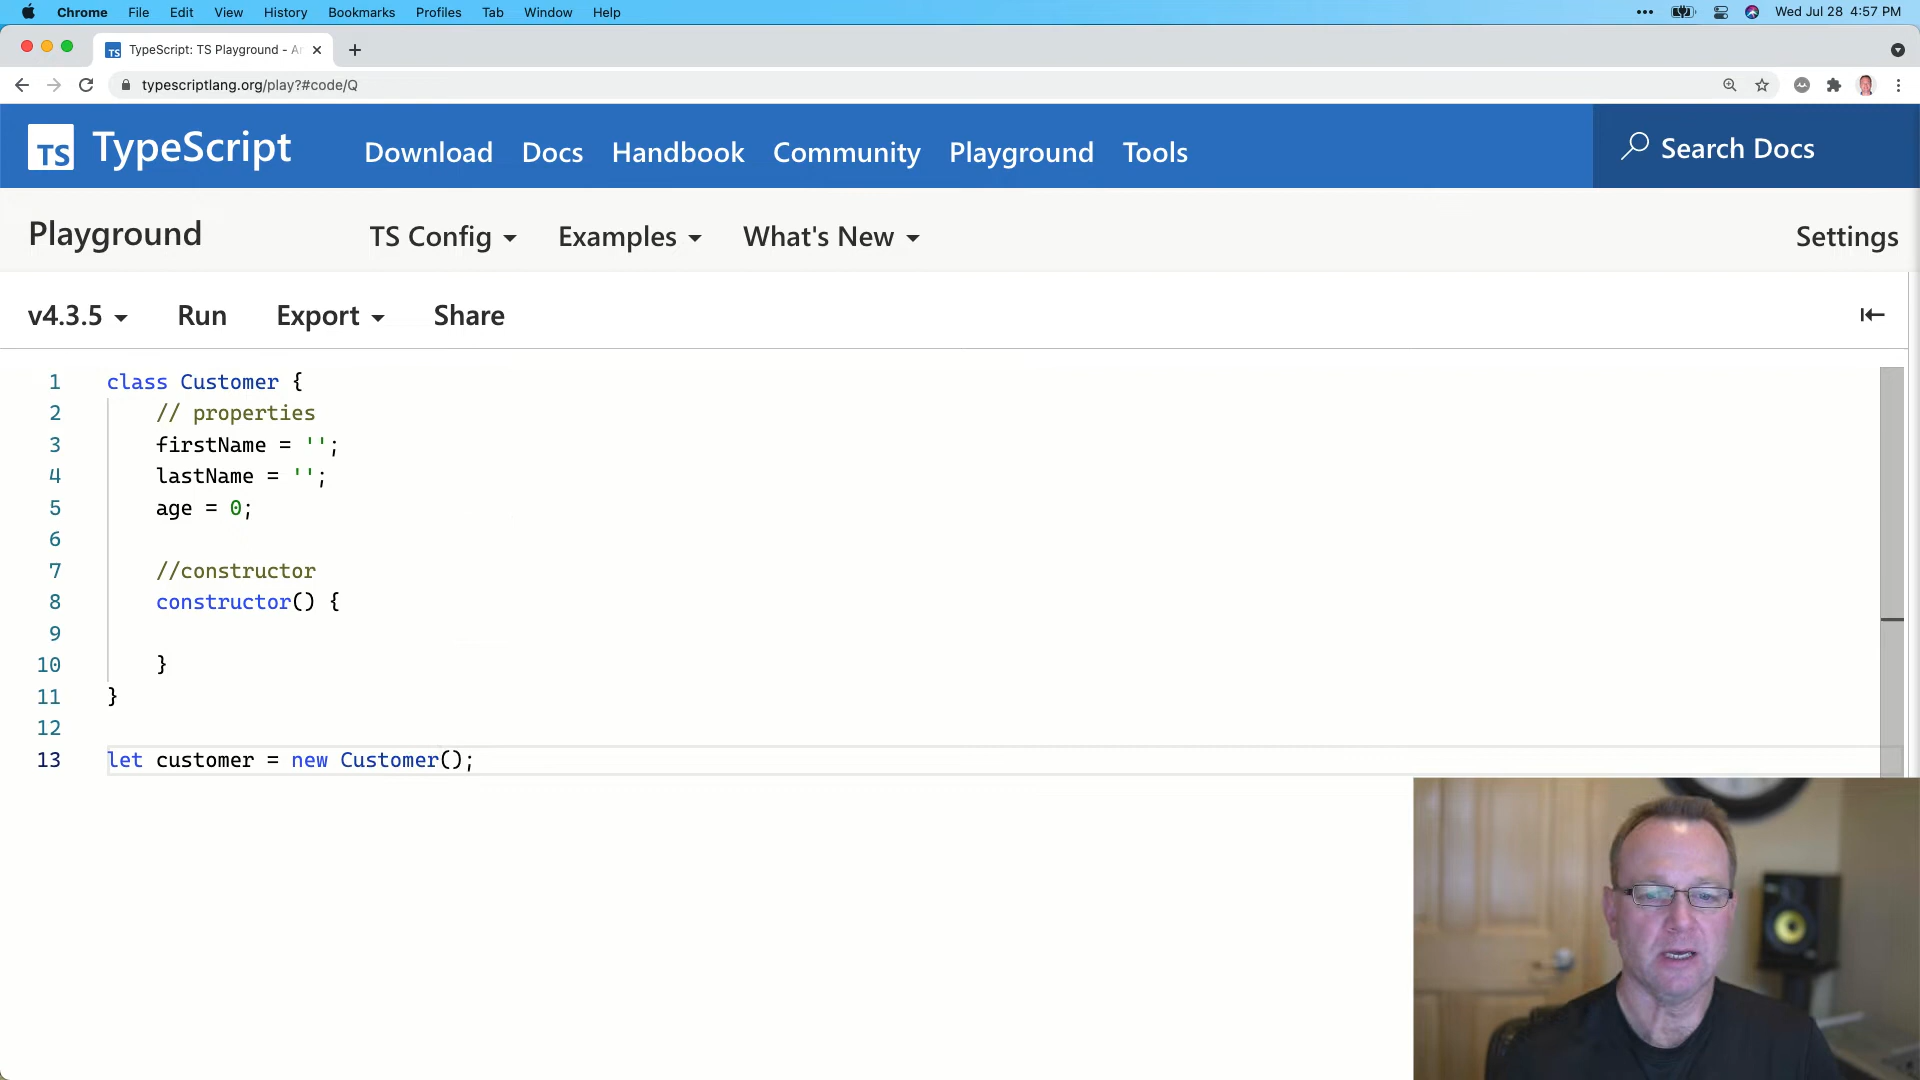 Chrome File Edit View History Bookmarks Profiles Tab Window Help Wed Jul 28 4:57 PM
TS TypeScript: TS Playground - Ar
typescriptlang.org/play?#code/Q
TS TypeScript Download Docs Handbook Community Playground Tools Search Docs
Playground TS Config Examples What's New Settings
v4.3.5 Run Export Share
1 class Customer {
2 // properties
3 firstName = '';
4 lastName = '';
5 age = 0;
6
7 //constructor
8 constructor() {
9
10 }
11 }
12
13 let customer = new Customer();